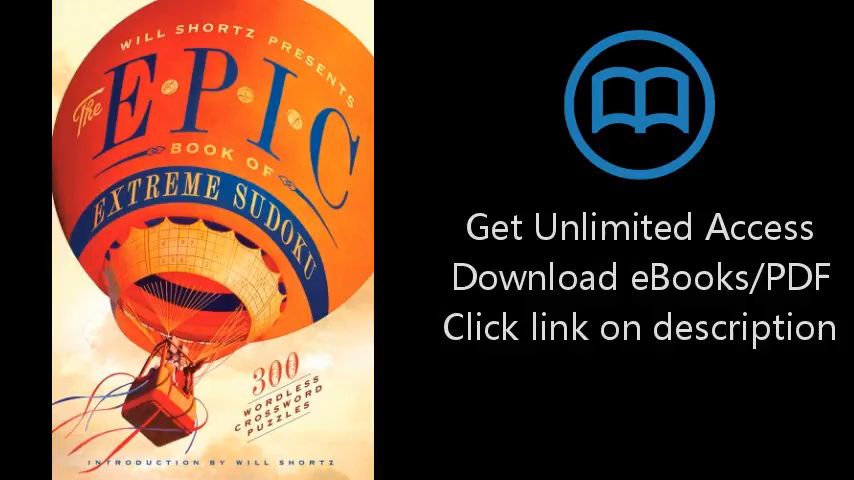 WILL SHORTZ PRESENTS
The E·P·I·C
BOOK OF
EXTREME SUDOKU
300
WORDLESS
CROSSWORD
PUZZLES
INTRODUCTION BY WILL SHORTZ
Get Unlimited Access
Download eBooks/PDF
Click link on description